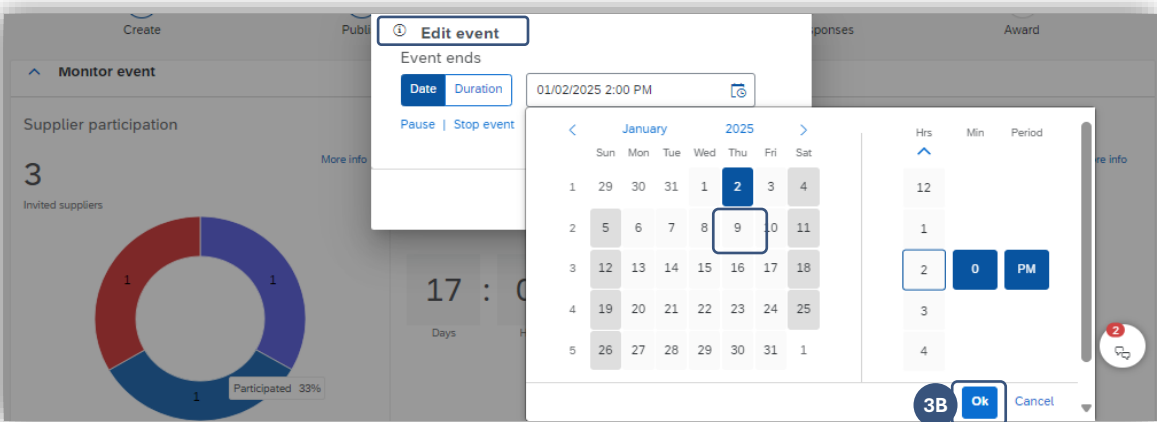 Create
Publi
ponses
Award
Edit event
Event ends
Date Duration 01/02/2025 2:00 PM
Pause | Stop event
Monitor event
Supplier participation
More info
3
Invited suppliers
1
1
1
Participated 33%
17 : 0
Days H
re info
January 2025
Sun Mon Tue Wed Thu Fri Sat
1 29 30 31 1 2 3 4
2 5 6 7 8 9 10 11
3 12 13 14 15 16 17 18
4 19 20 21 22 23 24 25
5 26 27 28 29 30 31 1
Hrs Min Period
12
1
2 0 PM
3
4
3B Ok Cancel
2